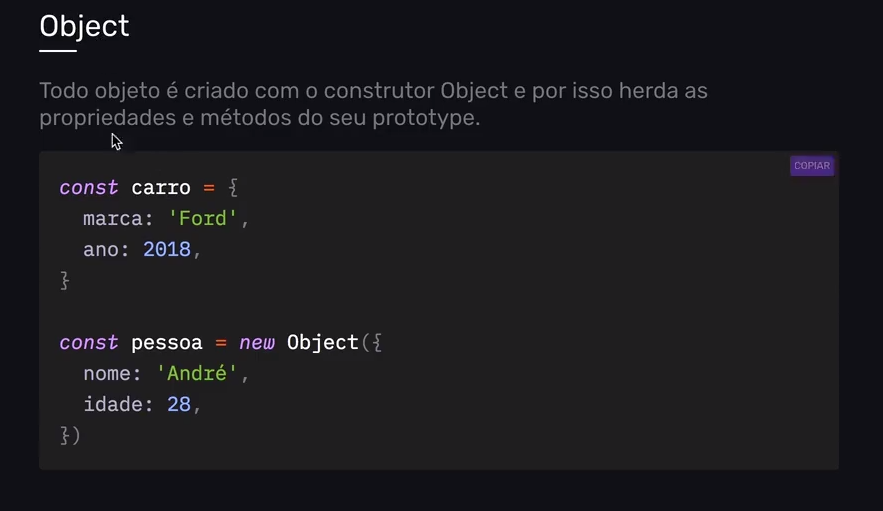 Object
Todo objeto é criado com o construtor Object e por isso herda as
propriedades e métodos do seu prototype.
COPIAR
const carro = {
  marca: 'Ford',
  ano: 2018,
}
const pessoa = new Object({
  nome: 'André',
  idade: 28,
})